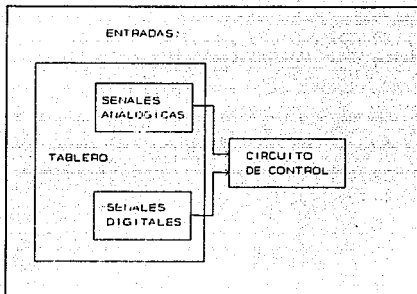 ENTRADAS:
SENALES
ANALOGICAS
TABLERO
CIRCUITO
DE CONTROL
SENALES
DIGITALES